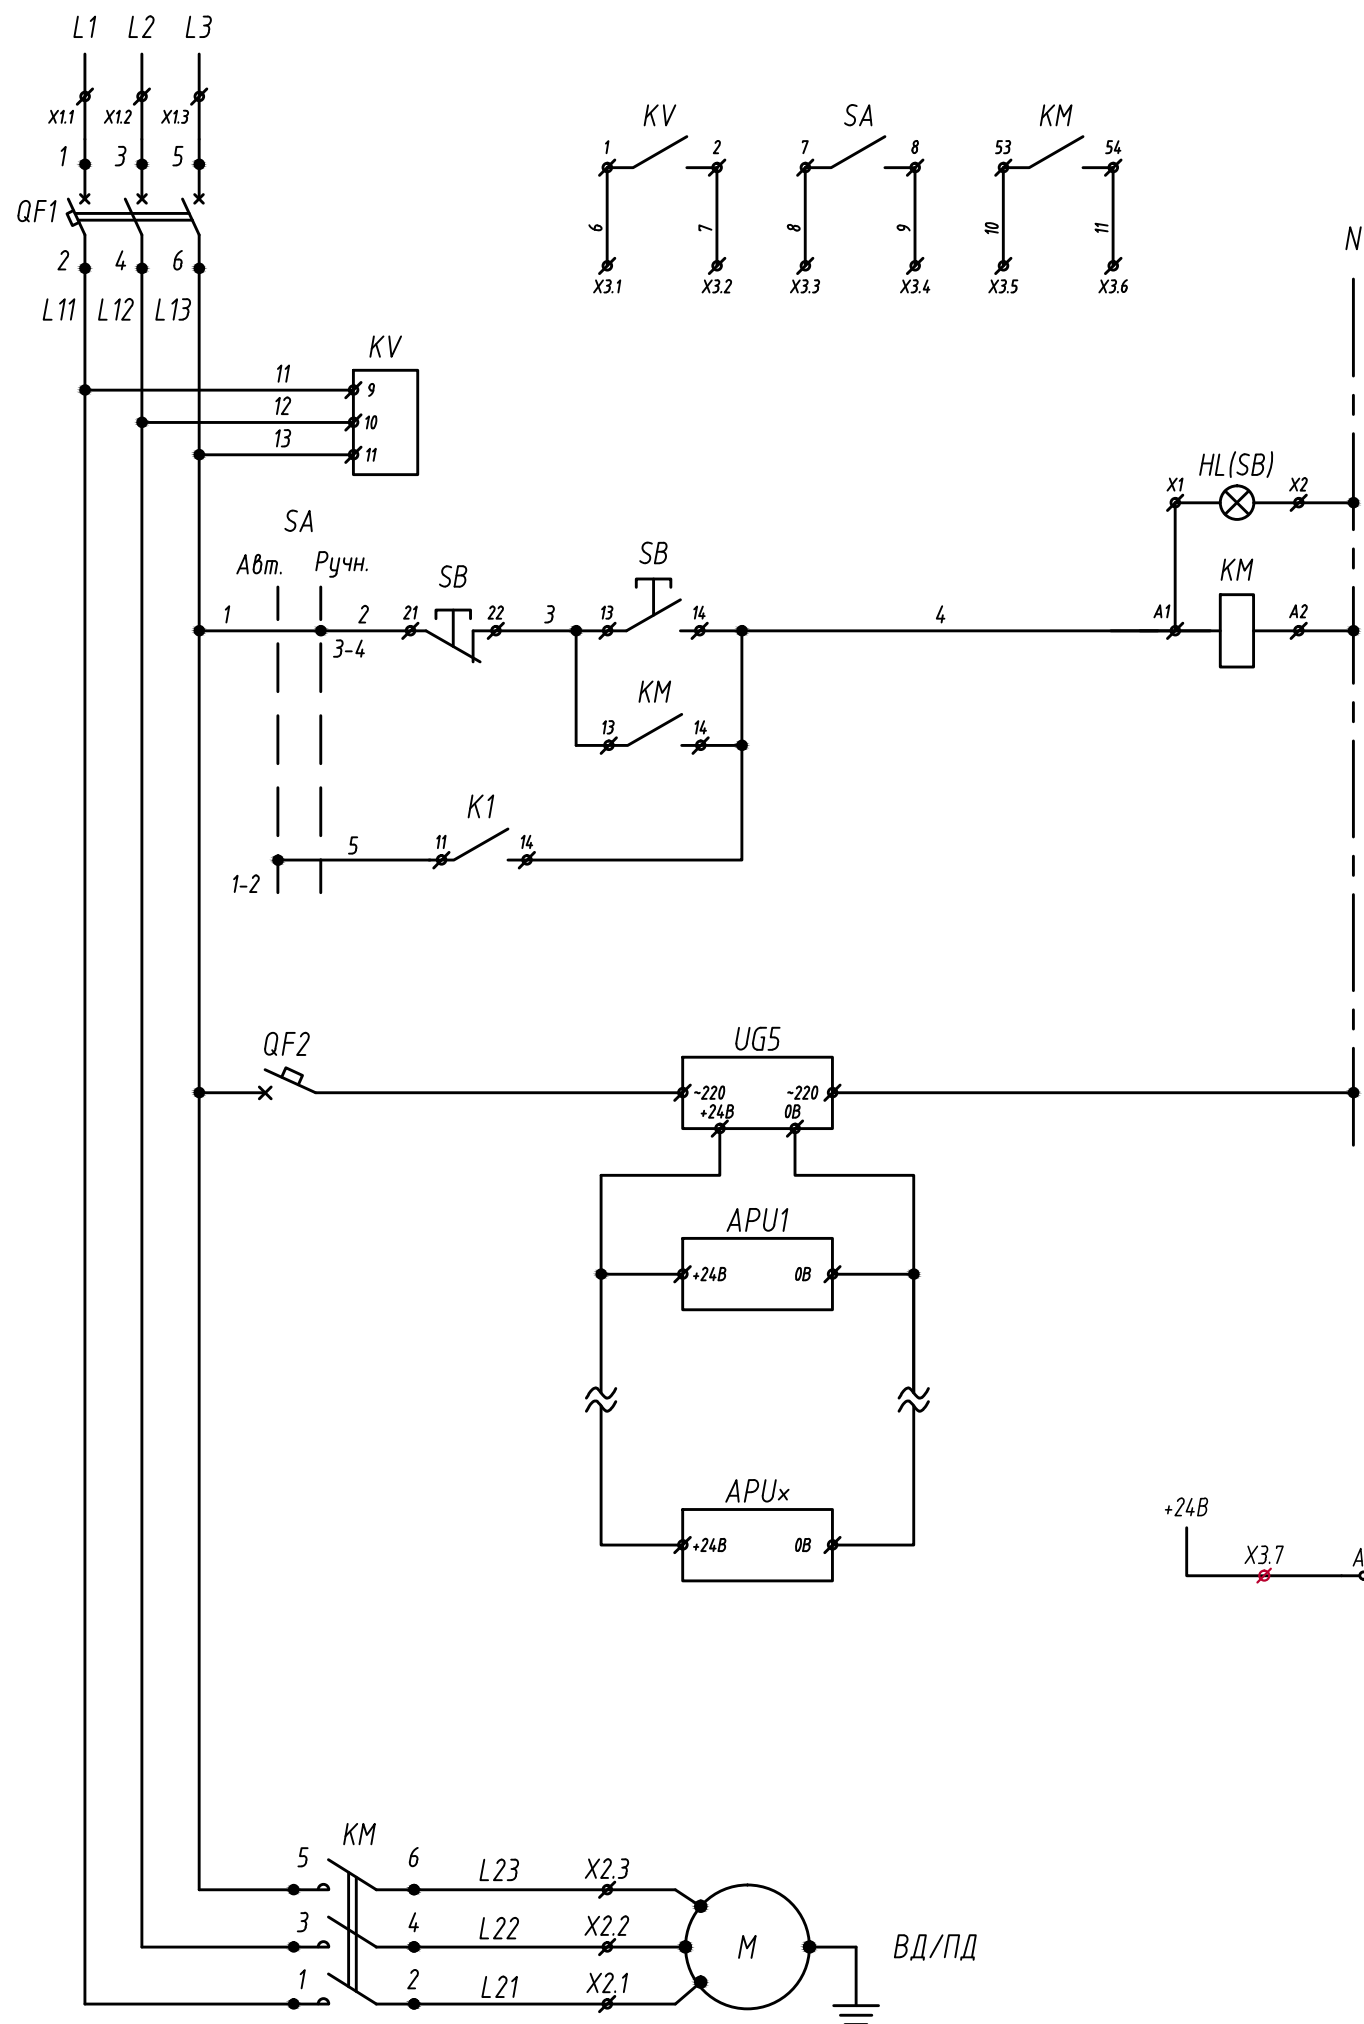 L1 L2 L3
X1.1 X1.2 X1.3
1 3 5
QF1
2 4 6
L11 L12 L13
KV SA KM
1 2 7 8 53 54
6 7 8 9 10 11
X3.1 X3.2 X3.3 X3.4 X3.5 X3.6
N
KV
11 9
12 10
13 11
HL(SB)
X1 X2
SA
Авт. Ручн.
SB SB KM
1 2 21 22 3 13 14 4 A1 A2
3-4
KM
13 14
K1
5 11 14
1-2
QF2 UG5
~220 ~220
+24В 0В
APU1
+24В 0В
APUx
+24В 0В
+24В
X3.7 A
KM
5 6 L23 X2.3
3 4 L22 X2.2
M ВД/ПД
1 2 L21 X2.1